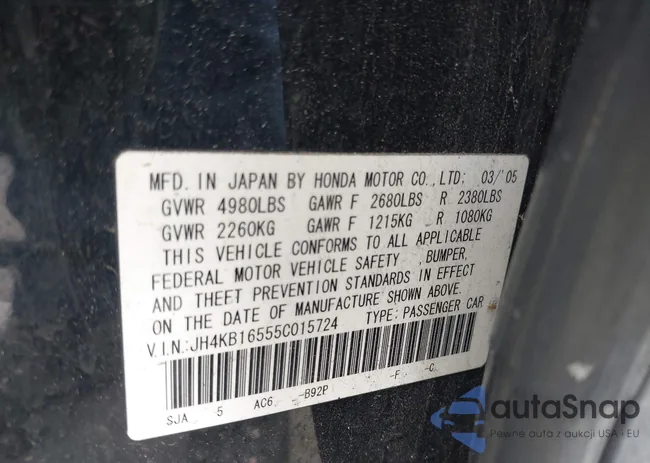 MFD. IN JAPAN BY HONDA MOTOR CO.,LTD: 03/'05
GVWR 4980LBS GAWR F 2680LBS R 2380LBS
GVWR 2260KG GAWR F 1215KG R 1080KG
THIS VEHICLE CONFORMS TO ALL APPLICABLE
FEDERAL MOTOR VEHICLE SAFETY ,BUMPER,
AND THEFT PREVENTION STANDARDS IN EFFECT
ON THE DATE OF MANUFACTURE SHOWN ABOVE.
V.I.N:JH4KB16555C015724 TYPE: PASSENGER CAR
SJA 5 AC6 -B92P -F -C
autaSnap
Pewne auta z aukcji USA i EU